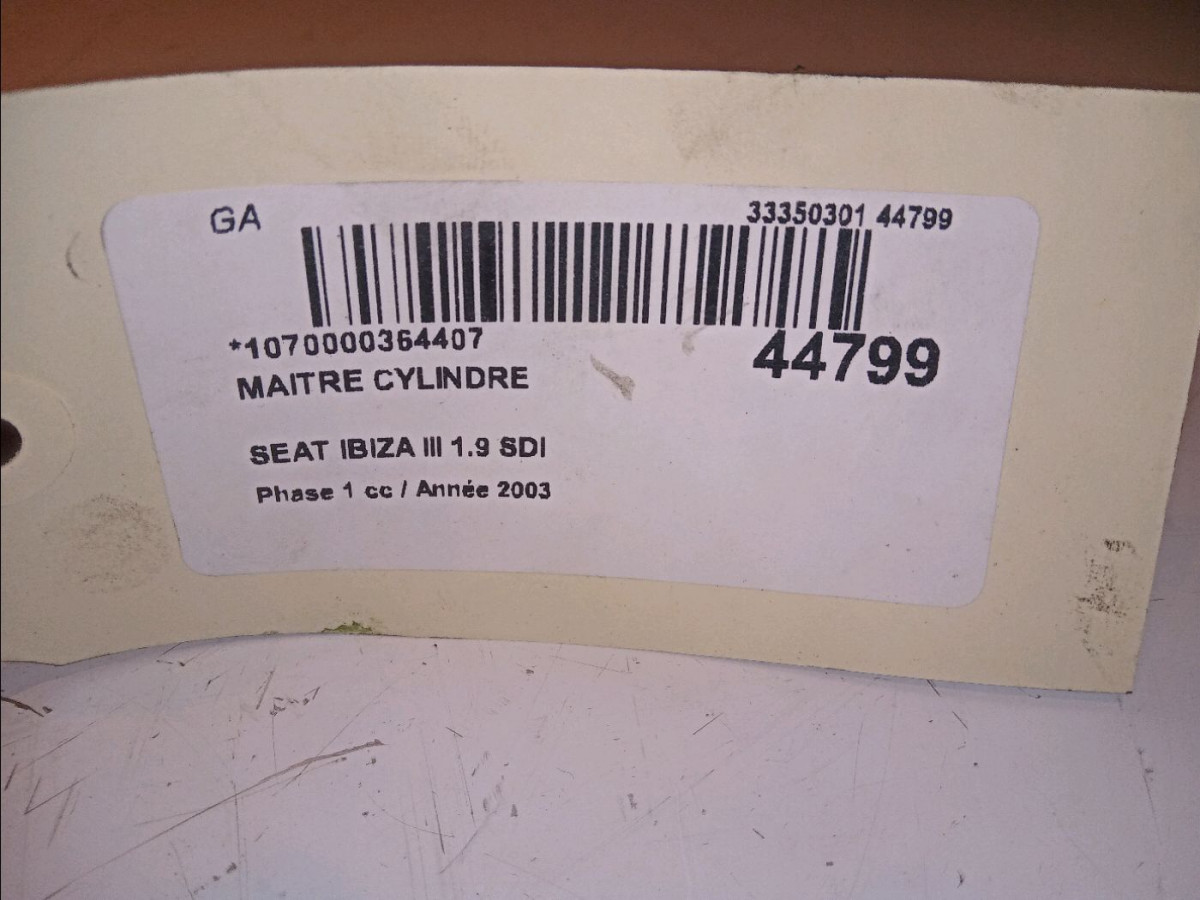 GA
33350301 44799
*1070000364407
44799
MAITRE CYLINDRE
SEAT IBIZA III 1.9 SDI
Phase 1 cc / Année 2003